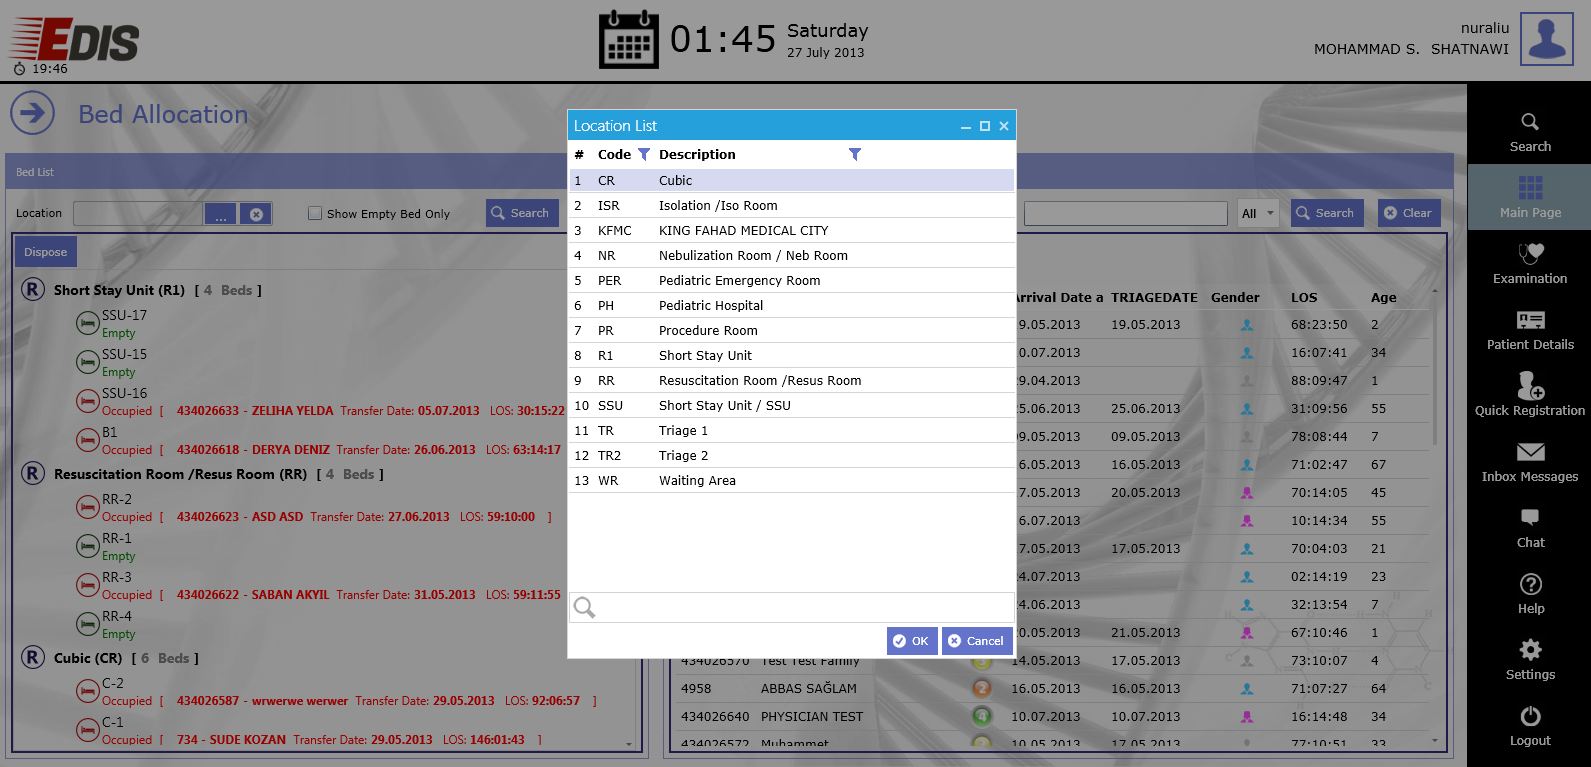 EDIS
19:46
01:45
Saturday
27 July 2013
nuraliu
MOHAMMAD S. SHATNAWI
Bed Allocation
Bed List
Location
...
Show Empty Bed Only
Search
Dispose
Short Stay Unit (R1) [ 4 Beds ]
SSU-17
Empty
SSU-15
Empty
SSU-16
Occupied [ 434026633 - ZELIHA YELDA Transfer Date: 05.07.2013 LOS: 30:15:22
B1
Occupied [ 434026618 - DERYA DENIZ Transfer Date: 26.06.2013 LOS: 63:14:17
Resuscitation Room /Resus Room (RR) [ 4 Beds ]
RR-2
Occupied [ 434026623 - ASD ASD Transfer Date: 27.06.2013 LOS: 59:10:00 ]
RR-1
Empty
RR-3
Occupied [ 434026622 - SABAN AKYIL Transfer Date: 31.05.2013 LOS: 59:11:55
RR-4
Empty
Cubic (CR) [ 6 Beds ]
C-2
Occupied [ 434026587 - wrwerwe werwer Transfer Date: 29.05.2013 LOS: 92:06:57 ]
C-1
Occupied [ 734 - SUDE KOZAN Transfer Date: 29.05.2013 LOS: 146:01:43 ]
Location List
# Code Description
1 CR Cubic
2 ISR Isolation /Iso Room
3 KFMC KING FAHAD MEDICAL CITY
4 NR Nebulization Room / Neb Room
5 PER Pediatric Emergency Room
6 PH Pediatric Hospital
7 PR Procedure Room
8 R1 Short Stay Unit
9 RR Resuscitation Room /Resus Room
10 SSU Short Stay Unit / SSU
11 TR Triage 1
12 TR2 Triage 2
13 WR Waiting Area
OK Cancel
All Search Clear
Arrival Date a TRIAGEDATE Gender LOS Age
9.05.2013 19.05.2013 68:23:50 2
0.07.2013 16:07:41 34
29.04.2013 88:09:47 1
25.06.2013 25.06.2013 31:09:56 55
09.05.2013 09.05.2013 78:08:44 7
6.05.2013 16.05.2013 71:02:47 67
7.05.2013 20.05.2013 70:14:05 45
6.07.2013 10:14:34 55
7.05.2013 17.05.2013 70:04:03 21
24.07.2013 02:14:19 23
24.06.2013 32:13:54 7
20.05.2013 21.05.2013 67:10:46 1
434026570 Test Test Family 14.05.2013 17.05.2013 73:10:07 4
4958 ABBAS SAĞLAM 2 16.05.2013 16.05.2013 71:07:27 64
434026640 PHYSICIAN TEST 4 10.07.2013 10.07.2013 16:14:48 34
434026572 Muhammet 10.05.2013 17.05.2013 77:10:51 33
Search
Main Page
Examination
Patient Details
Quick Registration
Inbox Messages
Chat
Help
Settings
Logout